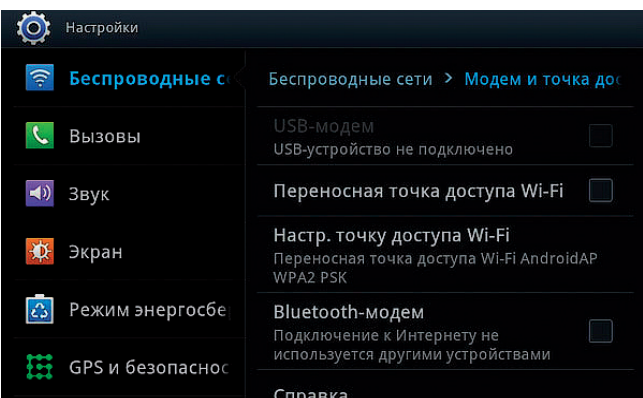 Настройки
Беспроводные с
Вызовы
Звук
Экран
Режим энергосбе
GPS и безопаснос
Беспроводные сети > Модем и точка дос
USB-модем
USB-устройство не подключено
Переносная точка доступа Wi-Fi
Настр. точку доступа Wi-Fi
Переносная точка доступа Wi-Fi AndroidAP
WPA2 PSK
Bluetooth-модем
Подключение к Интернету не
используется другими устройствами
Справка